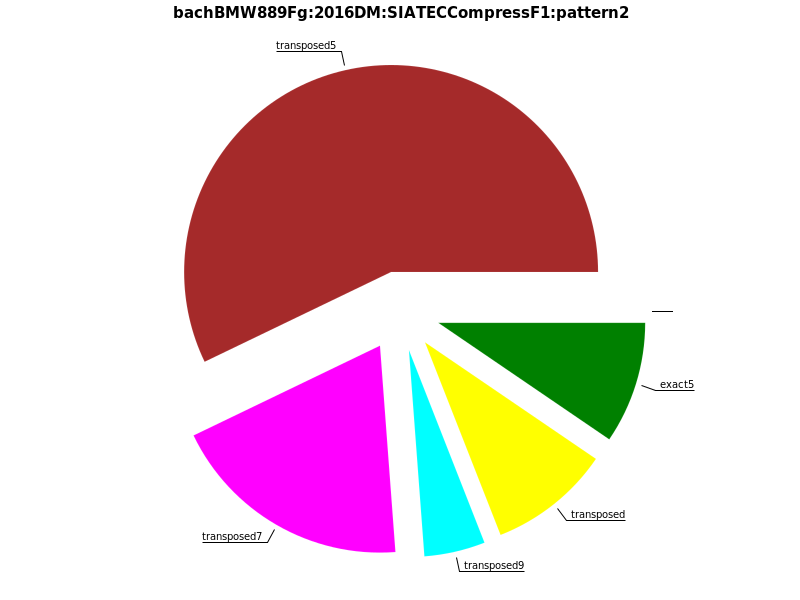 bachBMW889Fg:2016DM:SIATECCompressF1:pattern2
transposed5
exact5
transposed
transposed7
transposed9